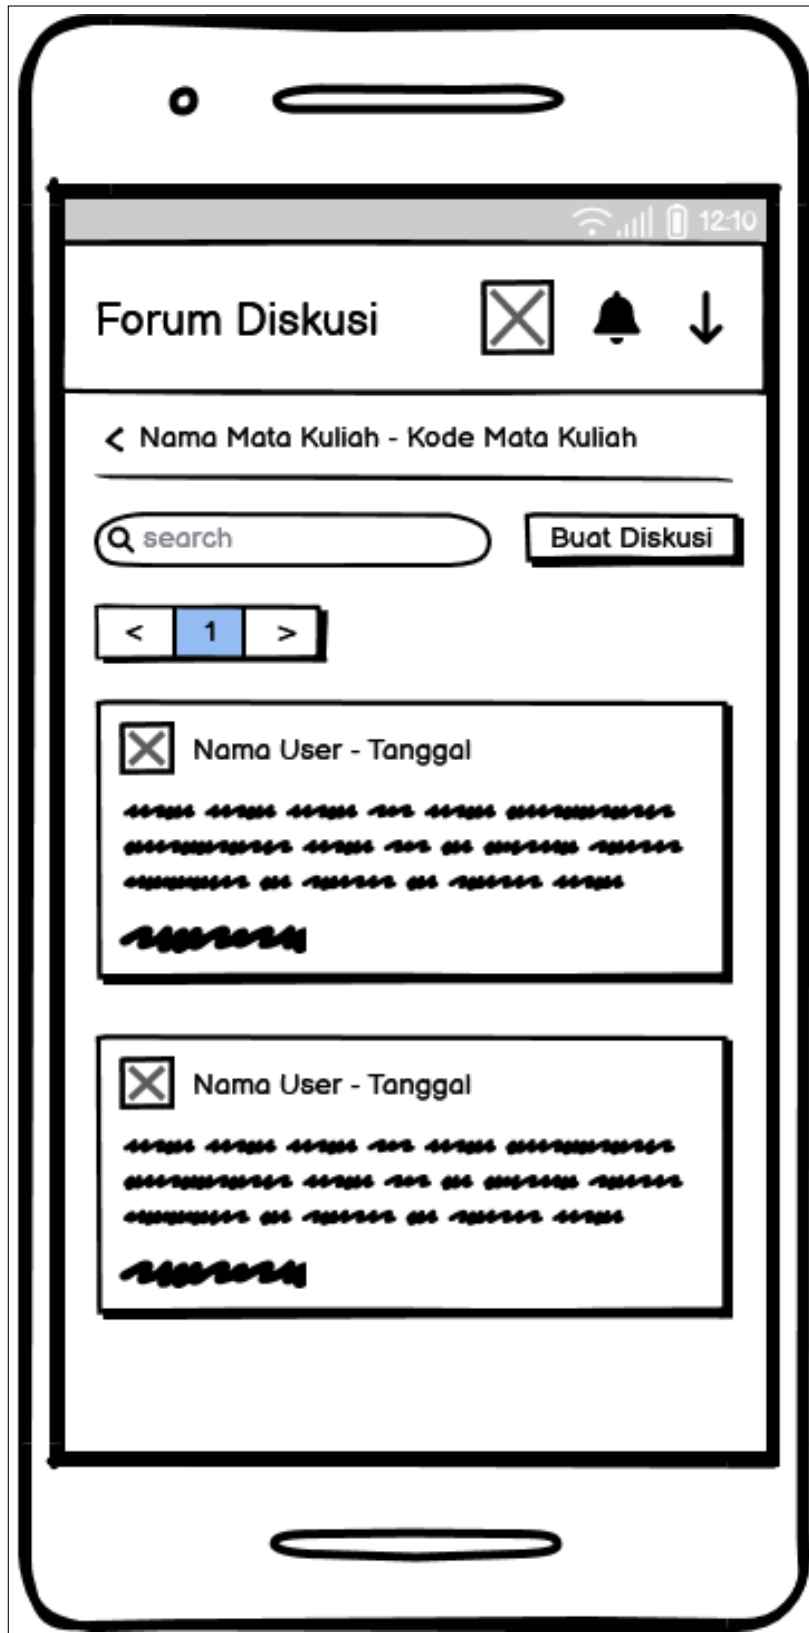 12:10
Forum Diskusi
< Nama Mata Kuliah - Kode Mata Kuliah
search
Buat Diskusi
< 1 >
Nama User - Tanggal
Nama User - Tanggal